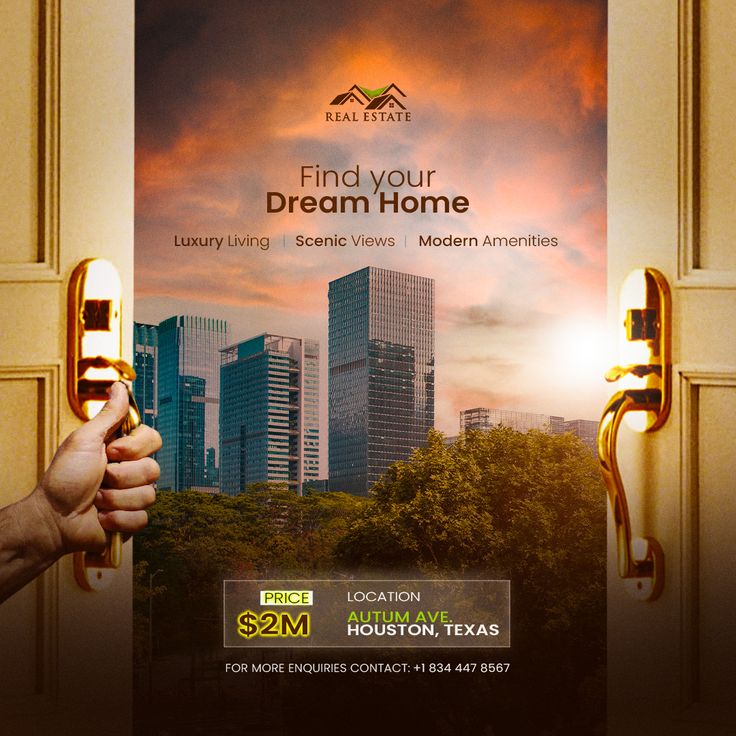 REAL ESTATE
Find your
Dream Home
Luxury Living | Scenic Views | Modern Amenities
PRICE
$2M
LOCATION
AUTUM AVE.
HOUSTON, TEXAS
FOR MORE ENQUIRIES CONTACT: +1 834 447 8567